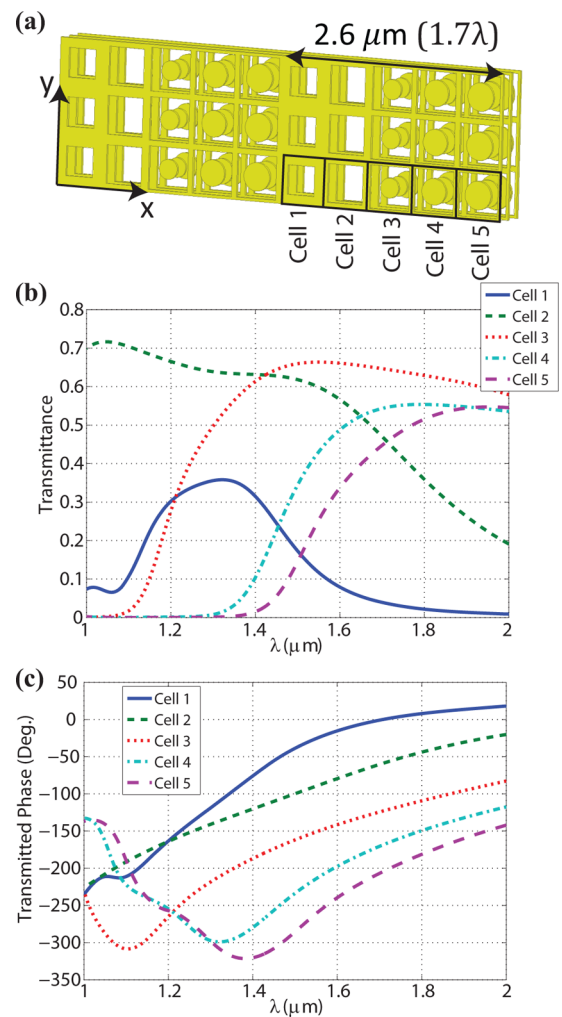 (a)
2.6 μm (1.7λ)
y
x
Cell 1
Cell 2
Cell 3
Cell 4
Cell 5
(b)
0.8
0.7
0.6
0.5
0.4
0.3
0.2
0.1
0
Transmittance
Cell 1
Cell 2
Cell 3
Cell 4
Cell 5
1
1.2
1.4
1.6
1.8
2
λ (μm)
(c)
50
0
−50
−100
−150
−200
−250
−300
−350
Transmitted Phase (Deg.)
Cell 1
Cell 2
Cell 3
Cell 4
Cell 5
1
1.2
1.4
1.6
1.8
2
λ (μm)